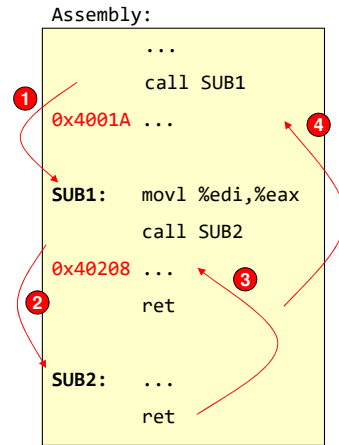 Assembly:
...
call SUB1
1
0x4001A ...
4
SUB1: movl %edi,%eax
call SUB2
0x40208 ...
3
2
ret
SUB2: ...
ret